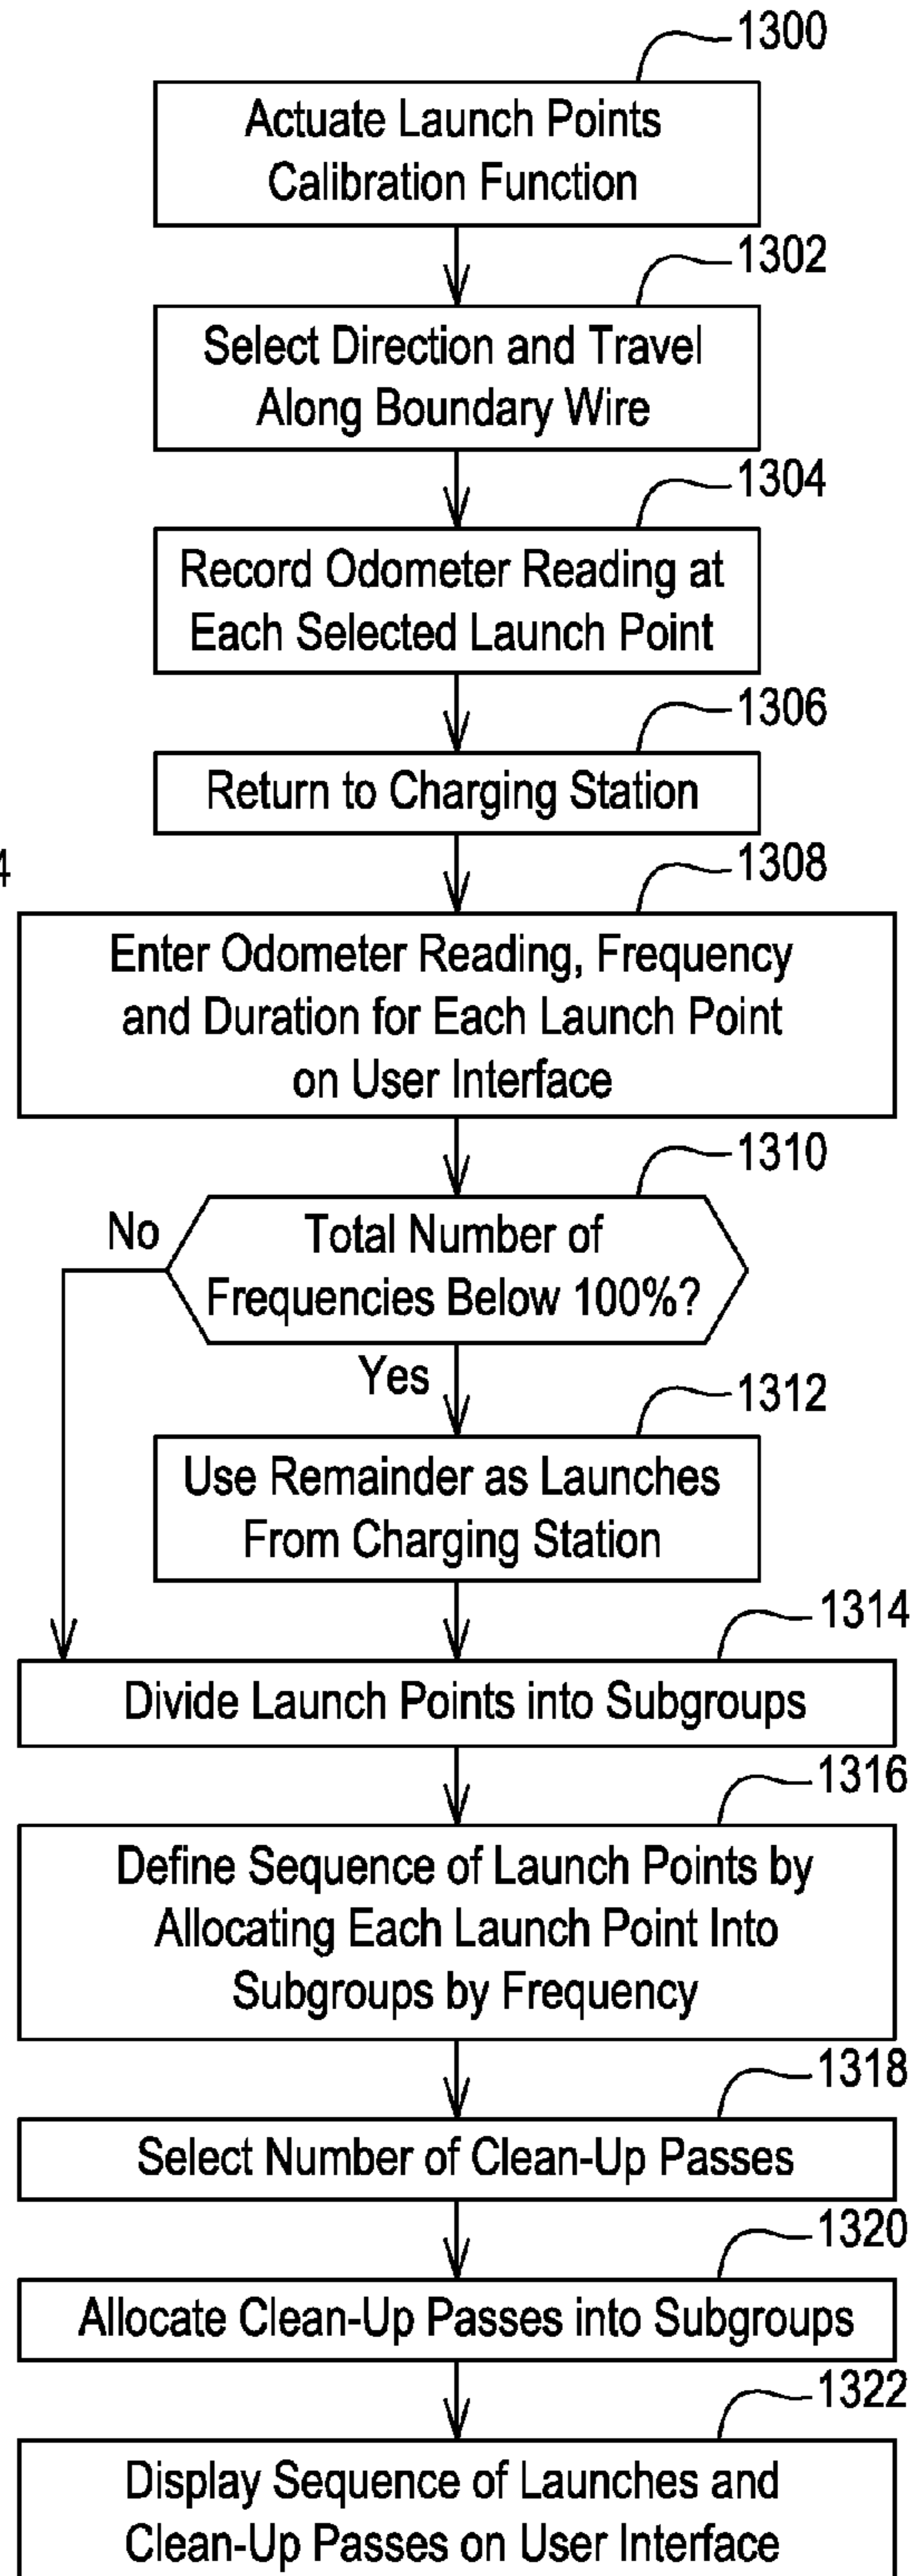 1300
Actuate Launch Points
Calibration Function
1302
Select Direction and Travel
Along Boundary Wire
1304
Record Odometer Reading at
Each Selected Launch Point
1306
Return to Charging Station
4
1308
Enter Odometer Reading, Frequency
and Duration for Each Launch Point
on User Interface
1310
No
Total Number of
Frequencies Below 100%?
Yes
1312
Use Remainder as Launches
From Charging Station
1314
Divide Launch Points into Subgroups
1316
Define Sequence of Launch Points by
Allocating Each Launch Point Into
Subgroups by Frequency
1318
Select Number of Clean-Up Passes
1320
Allocate Clean-Up Passes into Subgroups
1322
Display Sequence of Launches and
Clean-Up Passes on User Interface